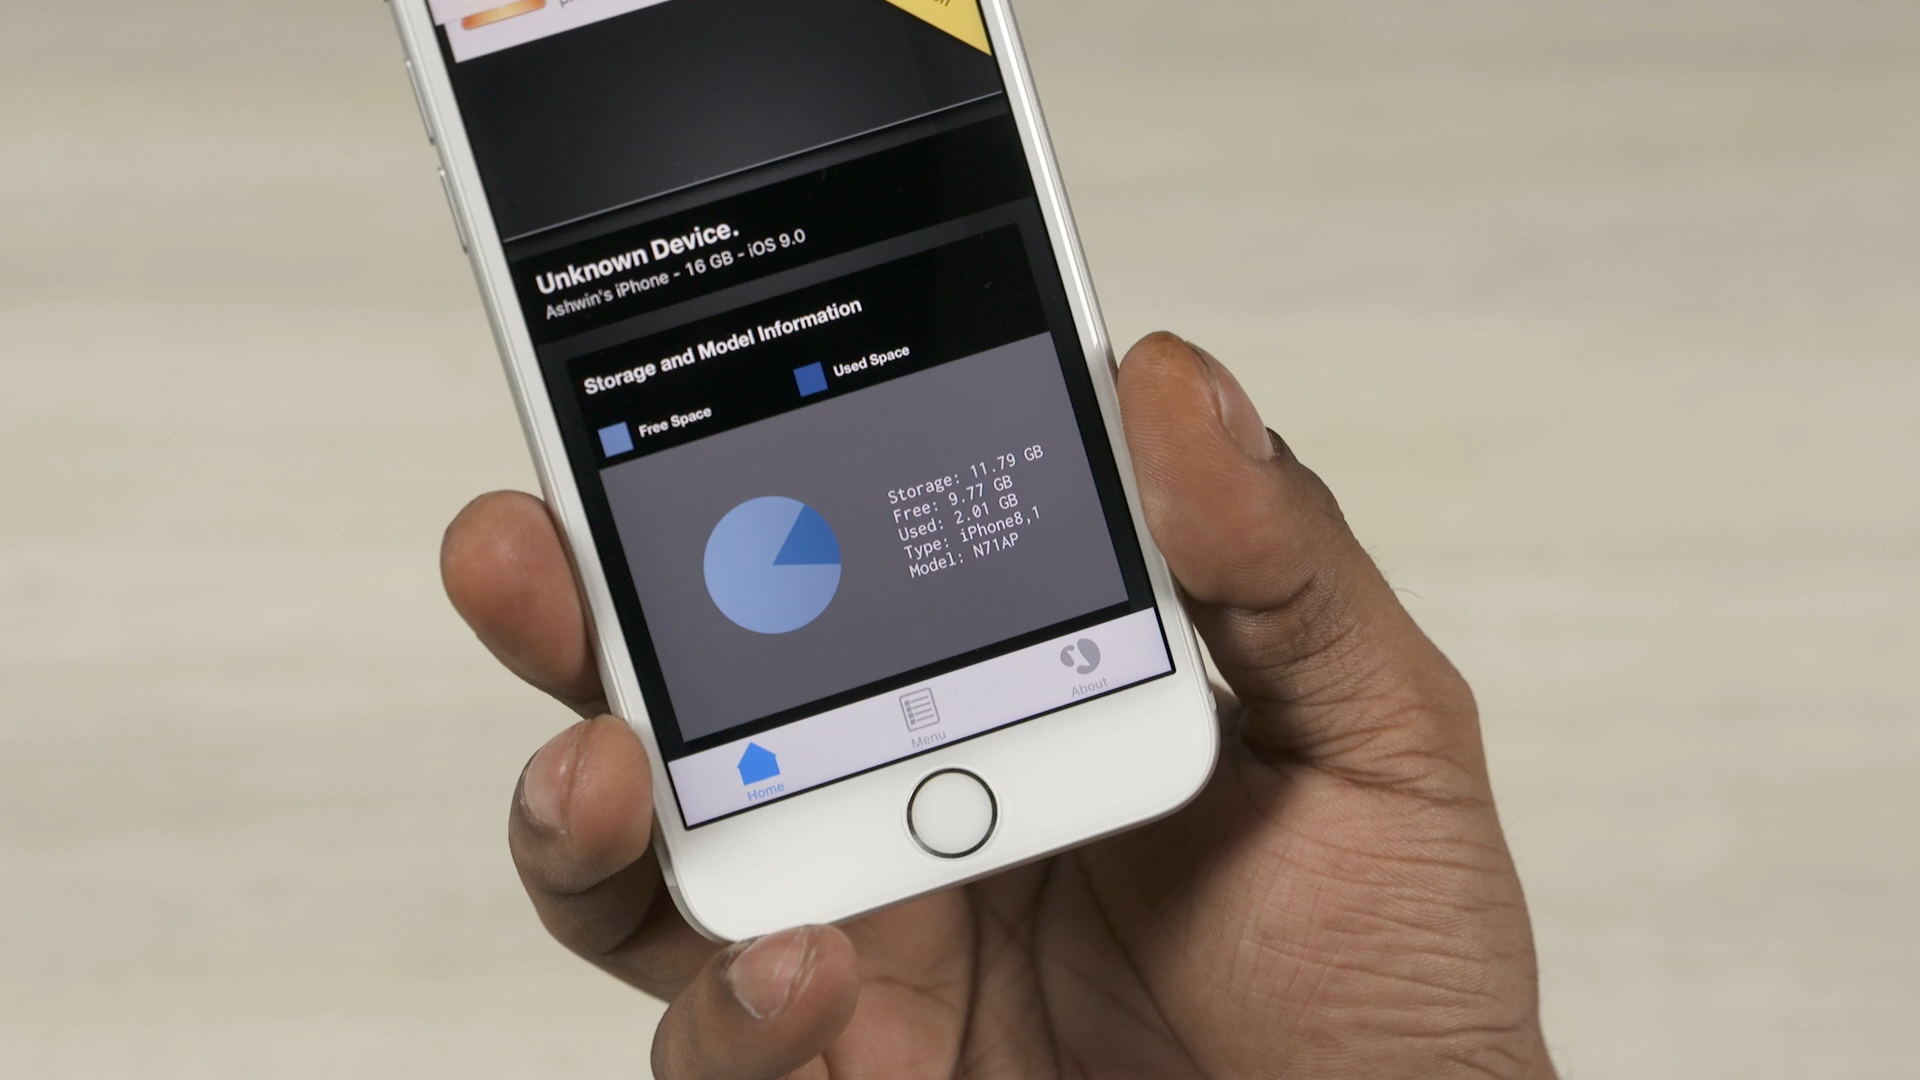 Unknown Device.
Ashwin's iPhone - 16 GB - iOS 9.0
Storage and Model Information
Used Space
Free Space
Storage: 11.79 GB
Free: 9.77 GB
Used: 2.01 GB
Type: iPhone8,1
Model: N71AP
Home
Menu
About